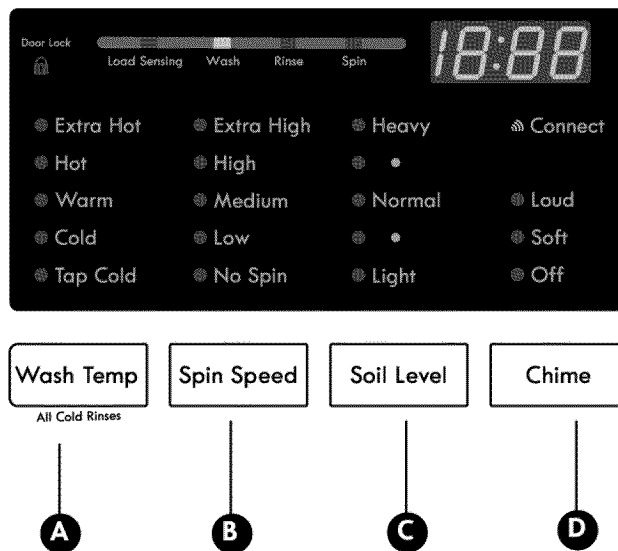 Door Lock
Load Sensing Wash Rinse Spin
18:88
Extra Hot Extra High Heavy Connect
Hot High
Warm Medium Normal Loud
Cold Low Soft
Tap Cold No Spin Light Off
Wash Temp Spin Speed Soil Level Chime
All Cold Rinses
A B C D